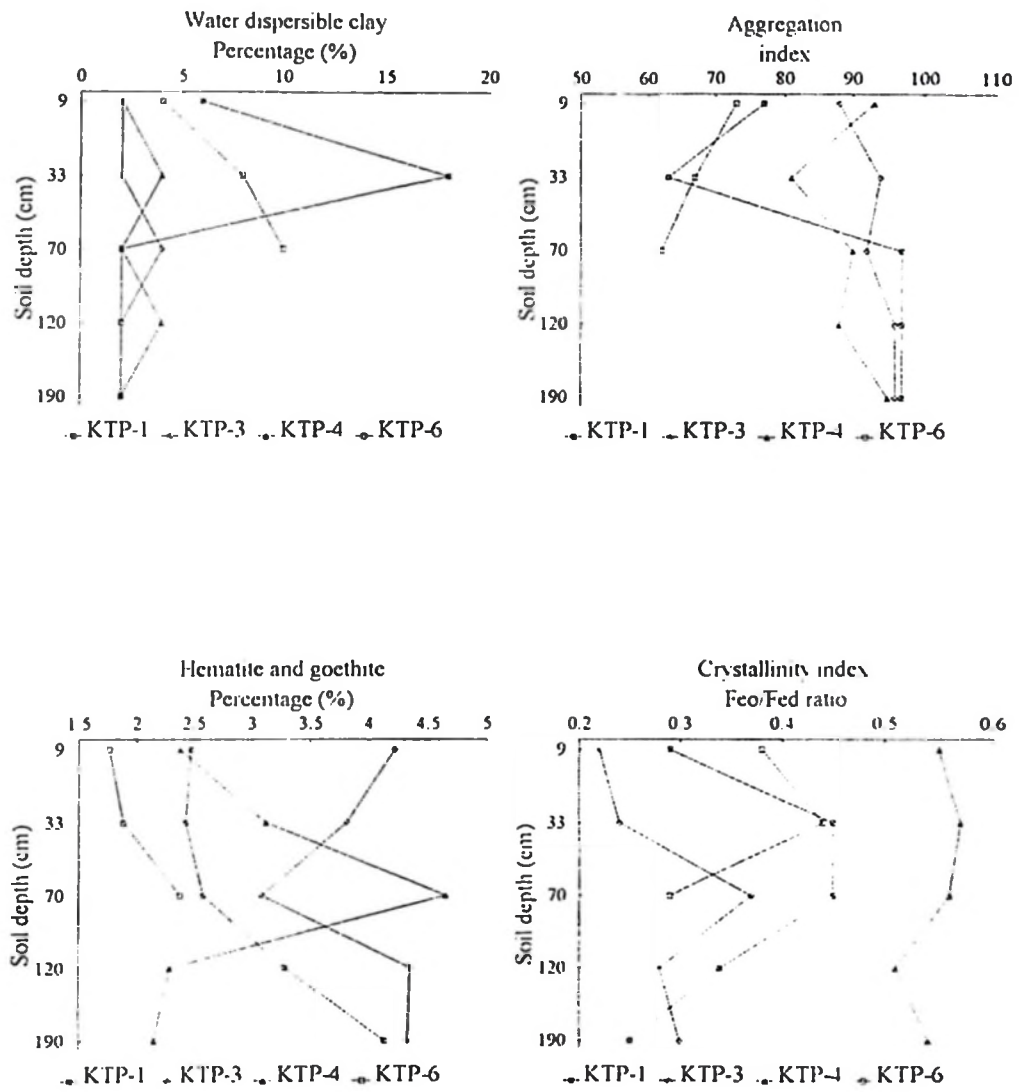 Water dispersible clay
Percentage (%)
0 5 10 15 20
9
33
70
120
190
Soil depth (cm)
KTP-1 KTP-3 KTP-4 KTP-6
Aggregation
index
50 60 70 80 90 100 110
9
33
70
120
190
Soil depth (cm)
KTP-1 KTP-3 KTP-4 KTP-6
Hematite and goethite
Percentage (%)
1.5 2 2.5 3 3.5 4 4.5 5
9
33
70
120
190
Soil depth (cm)
KTP-1 KTP-3 KTP-4 KTP-6
Crystallinity index
Feo/Fed ratio
0.2 0.3 0.4 0.5 0.6
9
33
70
120
190
Soil depth (cm)
KTP-1 KTP-3 KTP-4 KTP-6